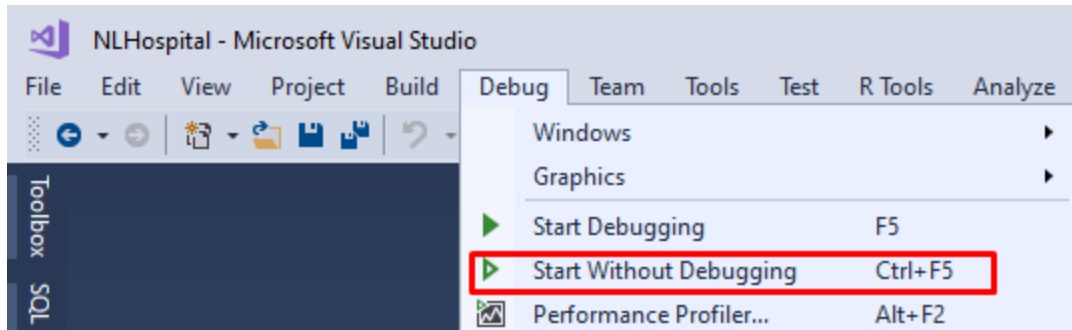 NLHospital - Microsoft Visual Studio
File Edit View Project Build Debug Team Tools Test R Tools Analyze
Windows
Graphics
Start Debugging F5
Start Without Debugging Ctrl+F5
Performance Profiler... Alt+F2
Toolbox
SQL